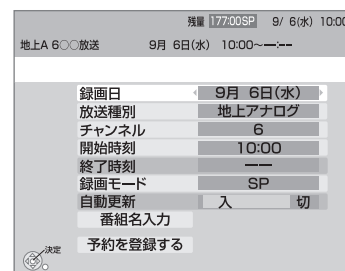 残量 177:00SP 9/ 6(水) 10:00
地上A 6○○放送 9月 6日(水) 10:00~--:--
録画日 9月 6日(水)
放送種別 地上アナログ
チャンネル 6
開始時刻 10:00
終了時刻 --
録画モード SP
自動更新 入 切
番組名入力
予約を登録する
決定